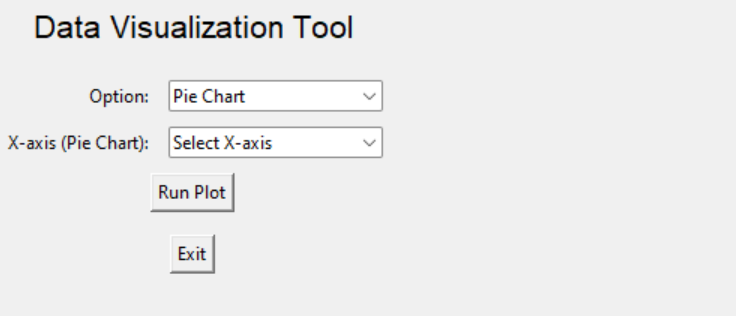 Data Visualization Tool
Option: Pie Chart
X-axis (Pie Chart): Select X-axis
Run Plot
Exit